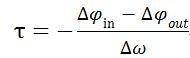 τ = −(Δφ_in − Δφ_out)/Δω